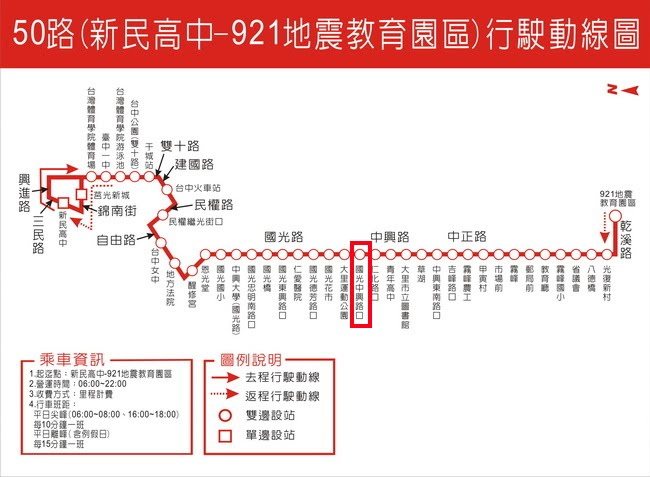 50路(新民高中-921地震教育園區)行駛動線圖
N
台灣體育學院體育場
臺中一中
台灣體育學院游泳池
台中公園(雙十路)
干城站
雙十路
建國路
台中火車站
民權路
民權繼光街口
興進路
三民路
新民高中
莒光新城
錦南街
自由路
台中女中
地方法院
醒修宮
國光路
中興路
中正路
恩光堂
國光國小
中興大學(國光路)
國光忠明南路口
國光橋
國光東興路口
仁愛醫院
國光德芳路口
國光花市
大里運動公園
國光中興路口
仁化路口
青年高中
大里市立圖書館
草湖
中興東南路口
吉峰路口
霧峰農工
甲寅村
市場前
霧峰
郵局前
教育廳
霧峰國小
省議會
八德橋
光復新村
921地震
教育園區
乾溪路
乘車資訊
1.起迄點：新民高中-921地震教育園區
2.營運時間：06:00~22:00
3.收費方式：里程計費
4.行車班距：
平日尖峰(06:00~08:00、16:00~18:00)
每10分鐘一班
平日離峰(含例假日)
每15分鐘一班
圖例說明
去程行駛動線
返程行駛動線
雙邊設站
單邊設站